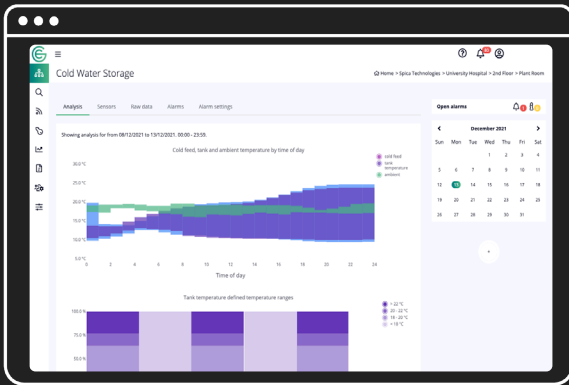 Cold Water Storage
Home > Spica Technologies > University Hospital > 2nd Floor > Plant Room
Analysis Sensors Raw data Alarms Alarm settings
Open alarms
Showing analysis for from 08/12/2021 to 13/12/2021. 00:00 - 23:59.
Cold feed, tank and ambient temperature by time of day
cold feed
tank
temperature
ambient
30.0 °C
25.0 °C
20.0 °C
15.0 °C
10.0 °C
5.0 °C
0 2 4 6 8 10 12 14 16 18 20 22 24
Time of day
December 2021
Sun Mon Tue Wed Thu Fri Sat
1 2 3 4
5 6 7 8 9 10 11
12 13 14 15 16 17 18
19 20 21 22 23 24 25
26 27 28 29 30 31
Tank temperature defined temperature ranges
20 - 22 °C
18 - 20 °C
100.0 %
75.0 %
50.0 %